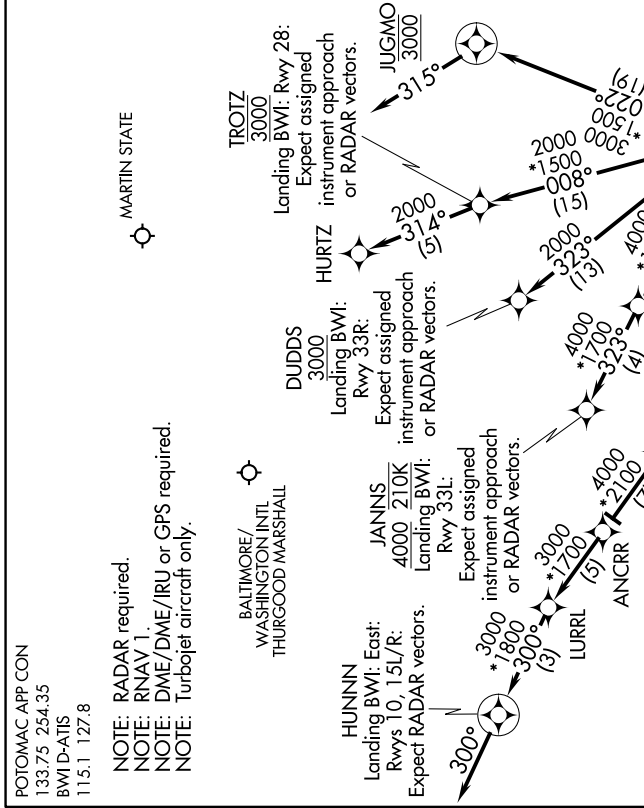 POTOMAC APP CON
133.75 254.35
BWI D-ATIS
115.1 127.8
NOTE: RADAR required.
NOTE: RNAV 1.
NOTE: DME/DME/IRU or GPS required.
NOTE: Turbojet aircraft only.
MARTIN STATE
BALTIMORE/
WASHINGTON INTL
THURGOOD MARSHALL
TROTZ
3000
Landing BWI: Rwy 28:
Expect assigned
instrument approach
or RADAR vectors.
JUGMO
3000
315°
HURTZ
2000
314°
(5)
DUDDS
3000
Landing BWI:
Rwy 33R:
Expect assigned
instrument approach
or RADAR vectors.
2000
*1500
008°
(15)
3000
*1500
022°
(19)
2000
323°
(13)
JANNS
4000 210K
Landing BWI:
Rwy 33L:
Expect assigned
instrument approach
or RADAR vectors.
4000
*1700
323°
(4)
4000
HUNNN
Landing BWI: East:
Rwys 10, 15L/R:
Expect RADAR vectors.
300°
3000
*1800
300°
(3)
LURRL
3000
*1700
(5)
ANCRR
4000
*2100